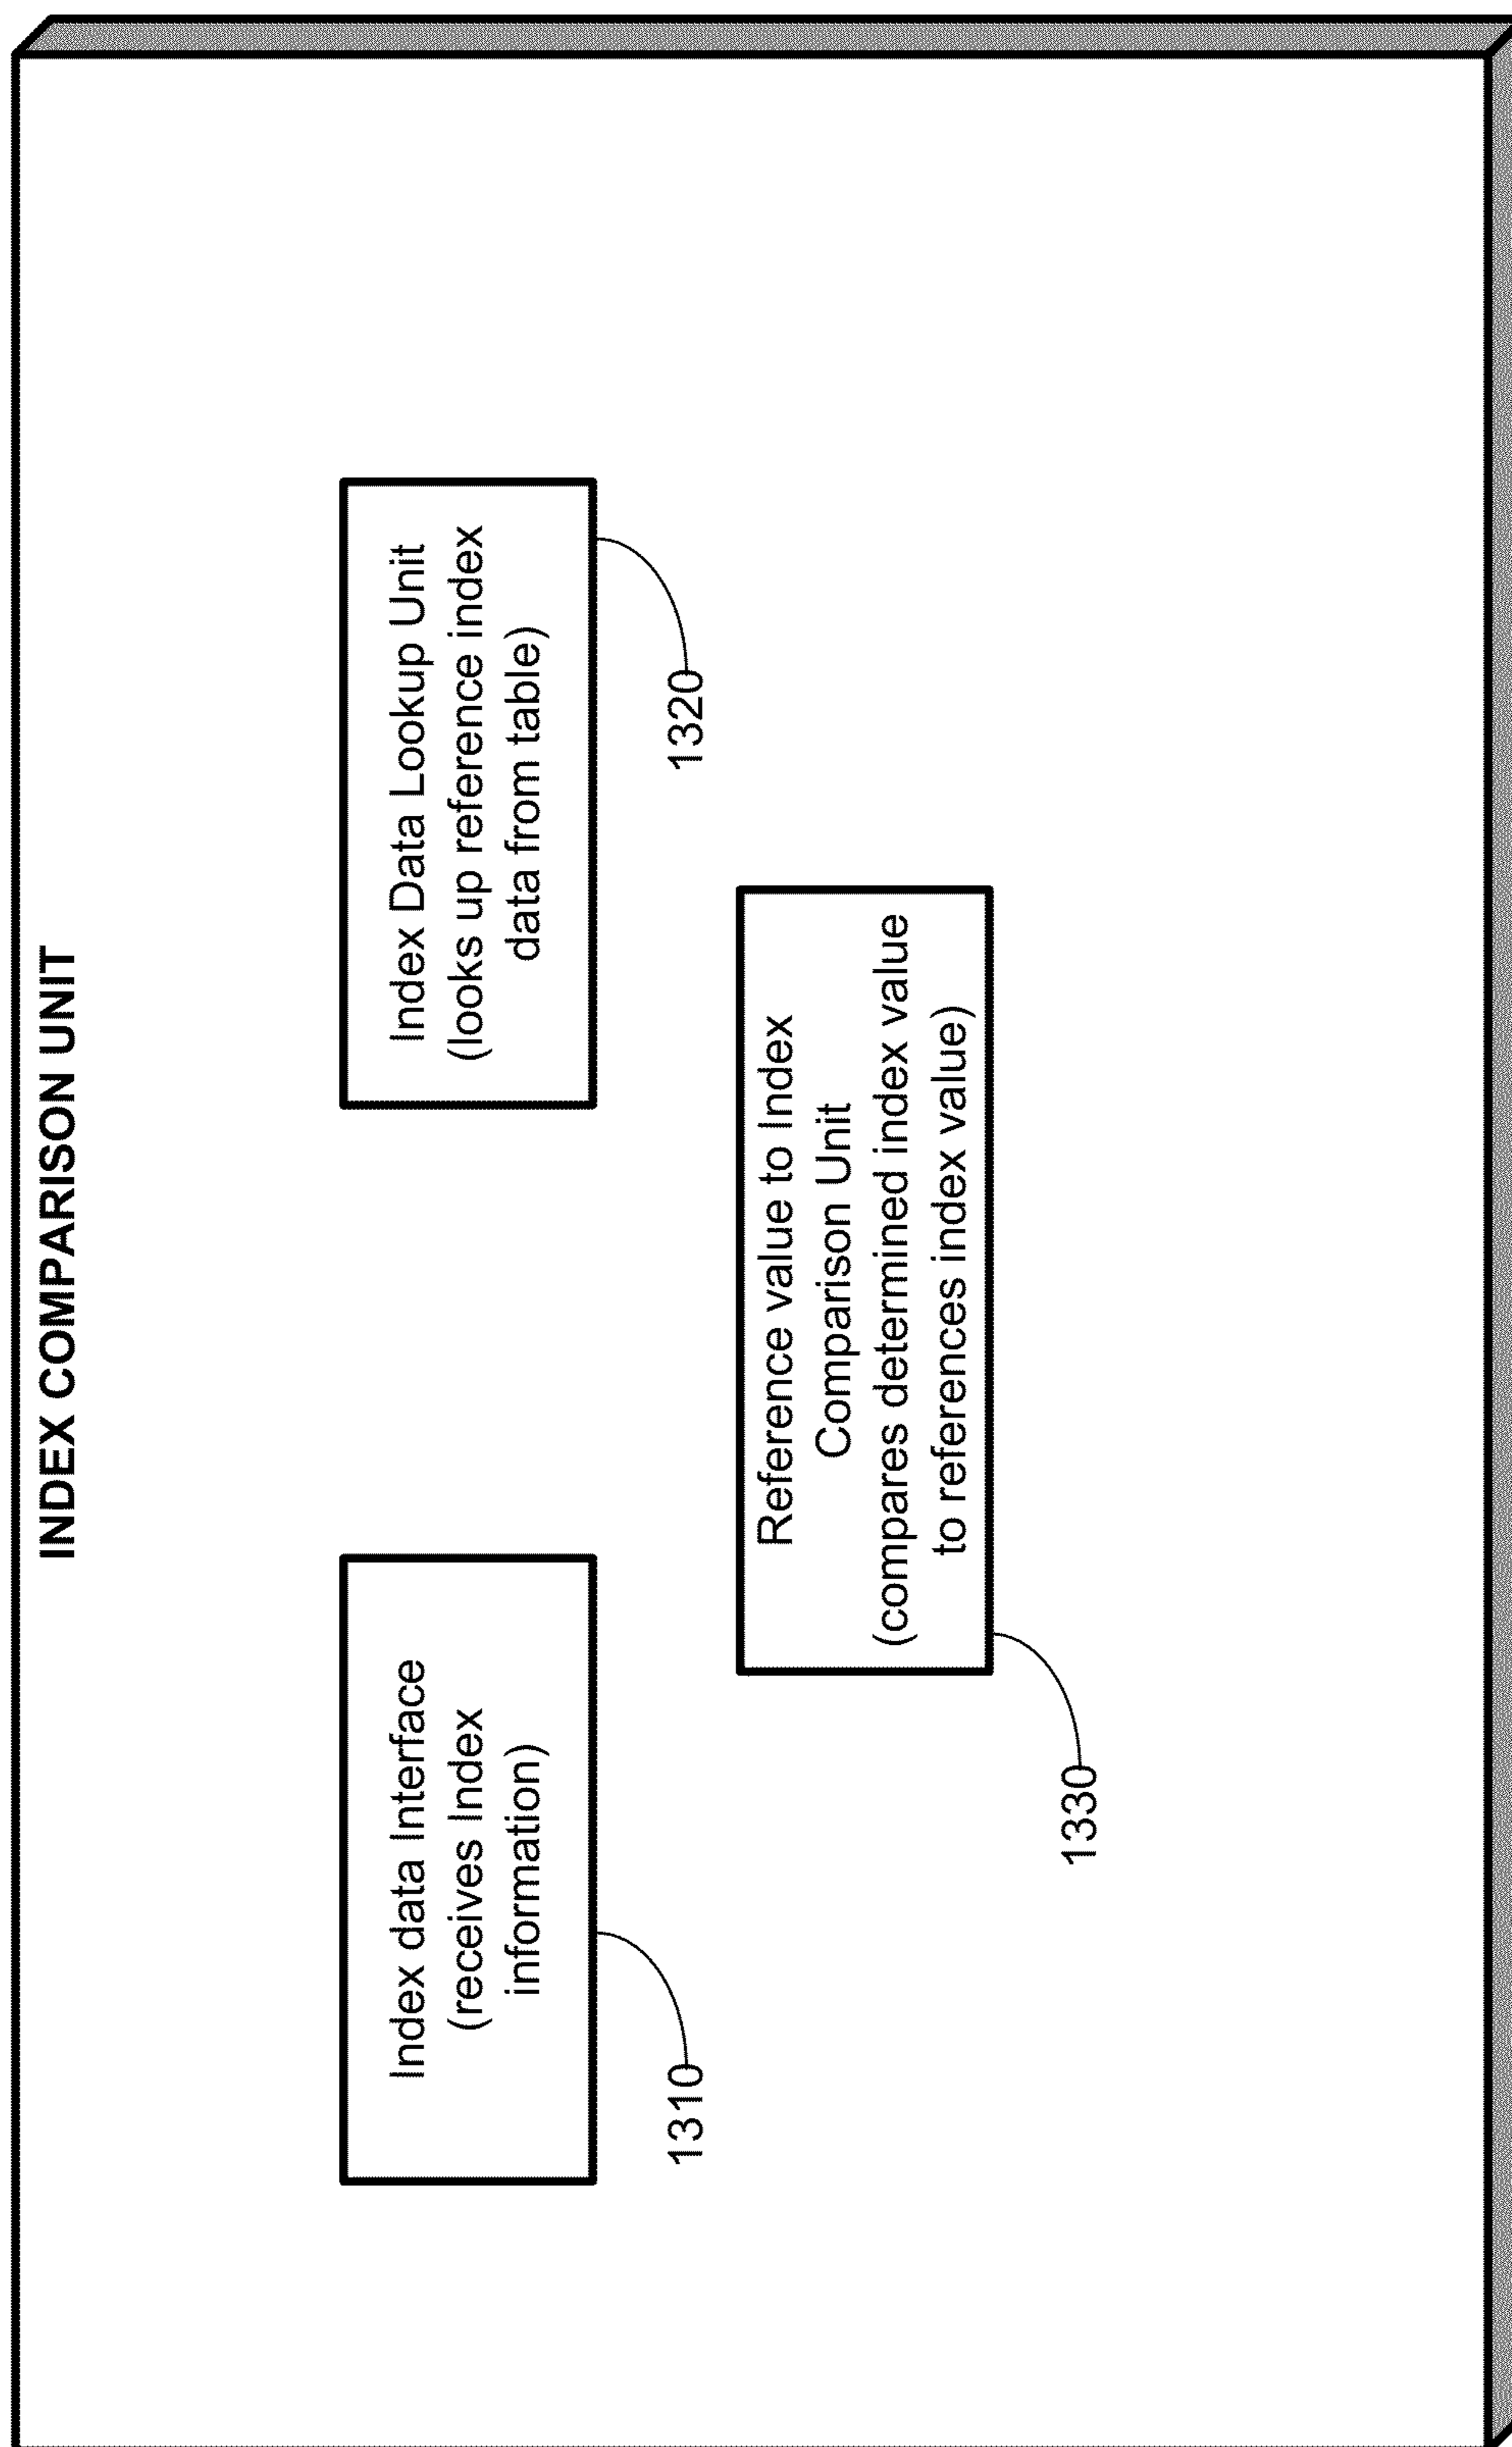 INDEX COMPARISON UNIT
Index data Interface
(receives Index
information)
1310
Index Data Lookup Unit
(looks up reference index
data from table)
1320
Reference value to Index
Comparison Unit
(compares determined index value
to references index value)
1330